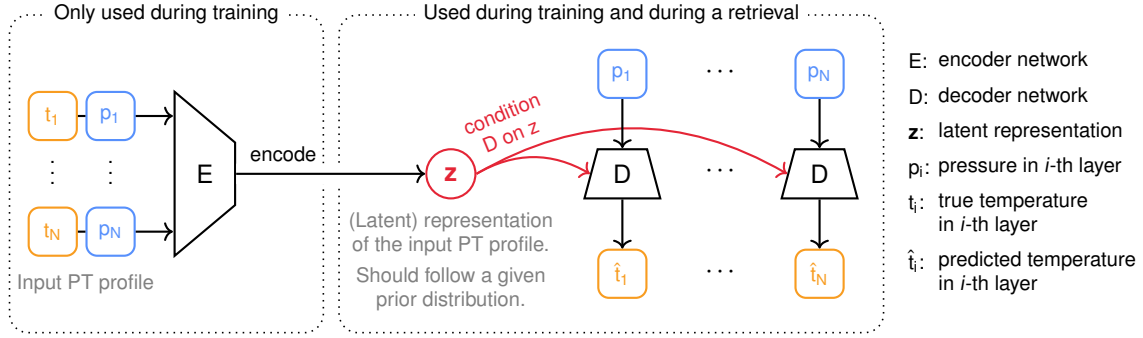 Only used during training
t1 p1
⋮ ⋮
tN pN
Input PT profile
E
encode
Used during training and during a retrieval
z
condition
D on z
(Latent) representation
of the input PT profile.
Should follow a given
prior distribution.
p1 ⋯ pN
D ⋯ D
t̂1 ⋯ t̂N
E: encoder network
D: decoder network
z: latent representation
pi: pressure in i-th layer
ti: true temperature
in i-th layer
t̂i: predicted temperature
in i-th layer